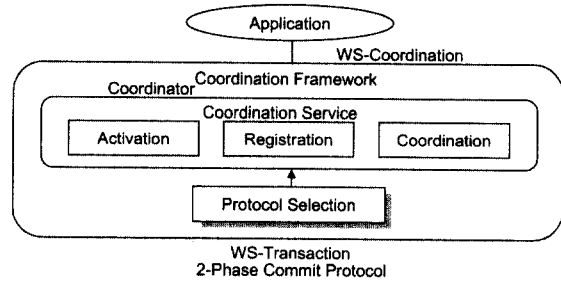 Application
WS-Coordination
Coordination Framework
Coordinator
Coordination Service
Activation
Registration
Coordination
Protocol Selection
WS-Transaction
2-Phase Commit Protocol